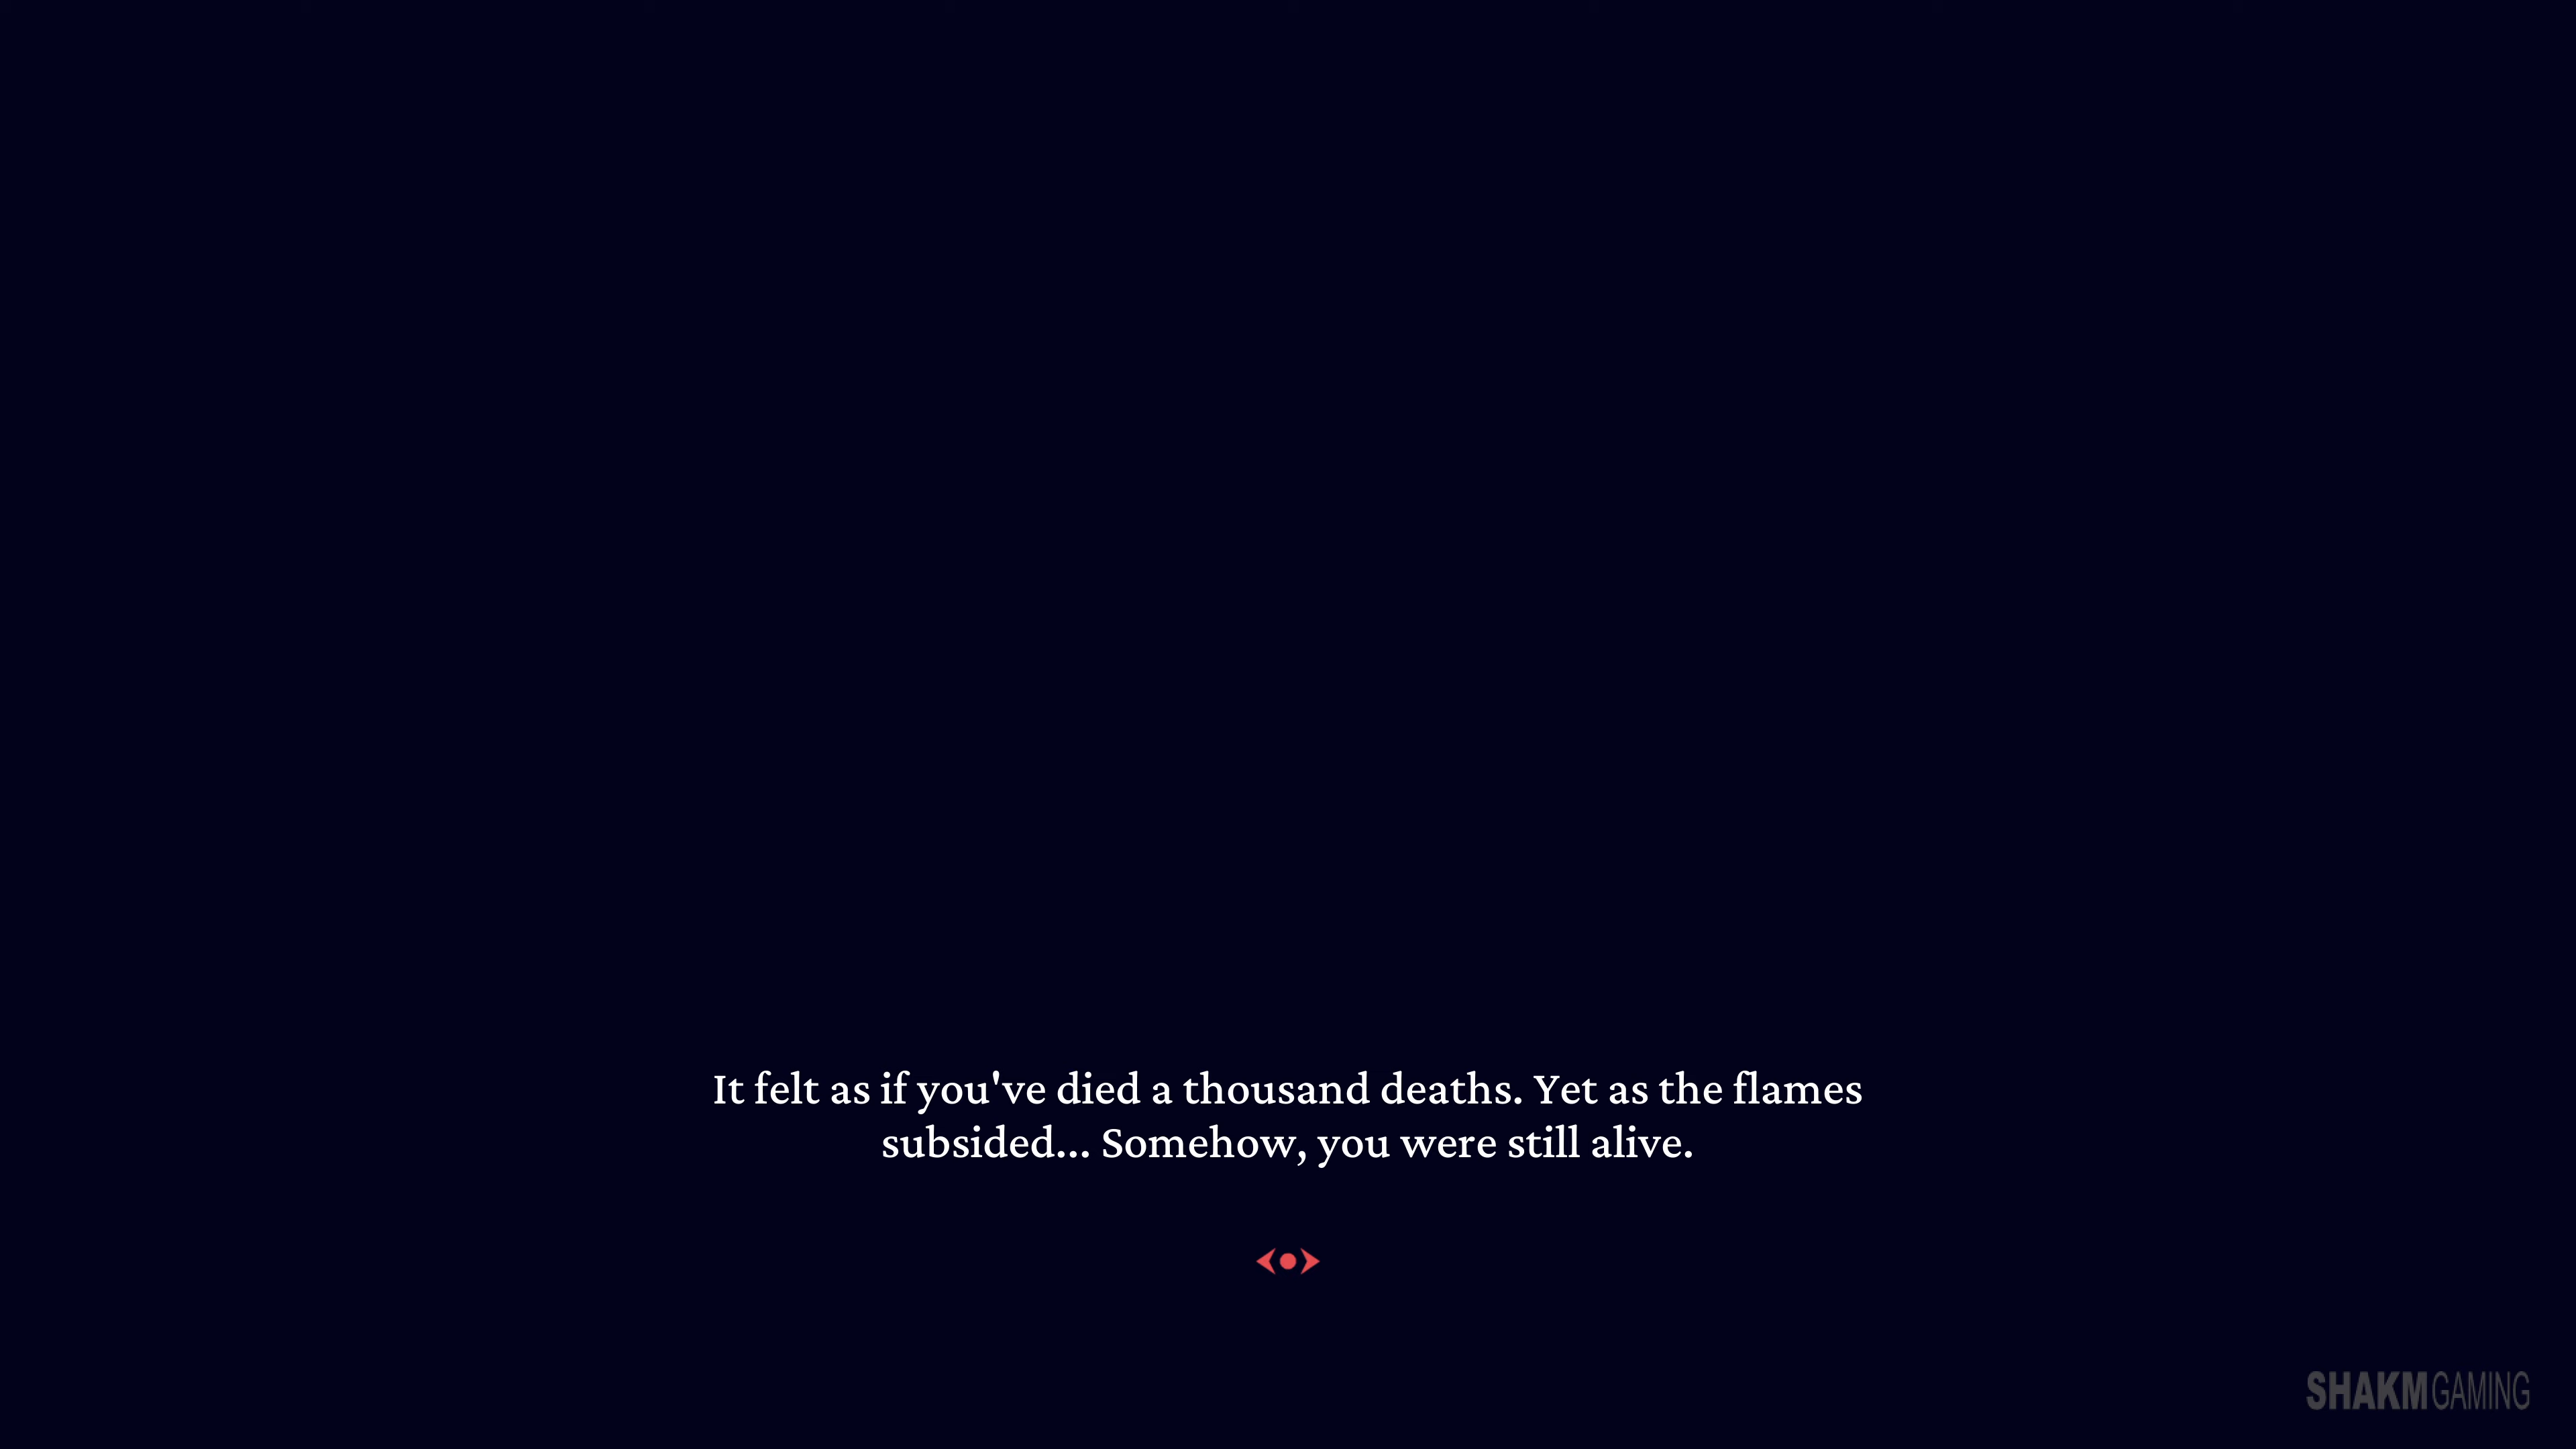 It felt as if you've died a thousand deaths. Yet as the flames
subsided... Somehow, you were still alive.
SHAKMGAMING